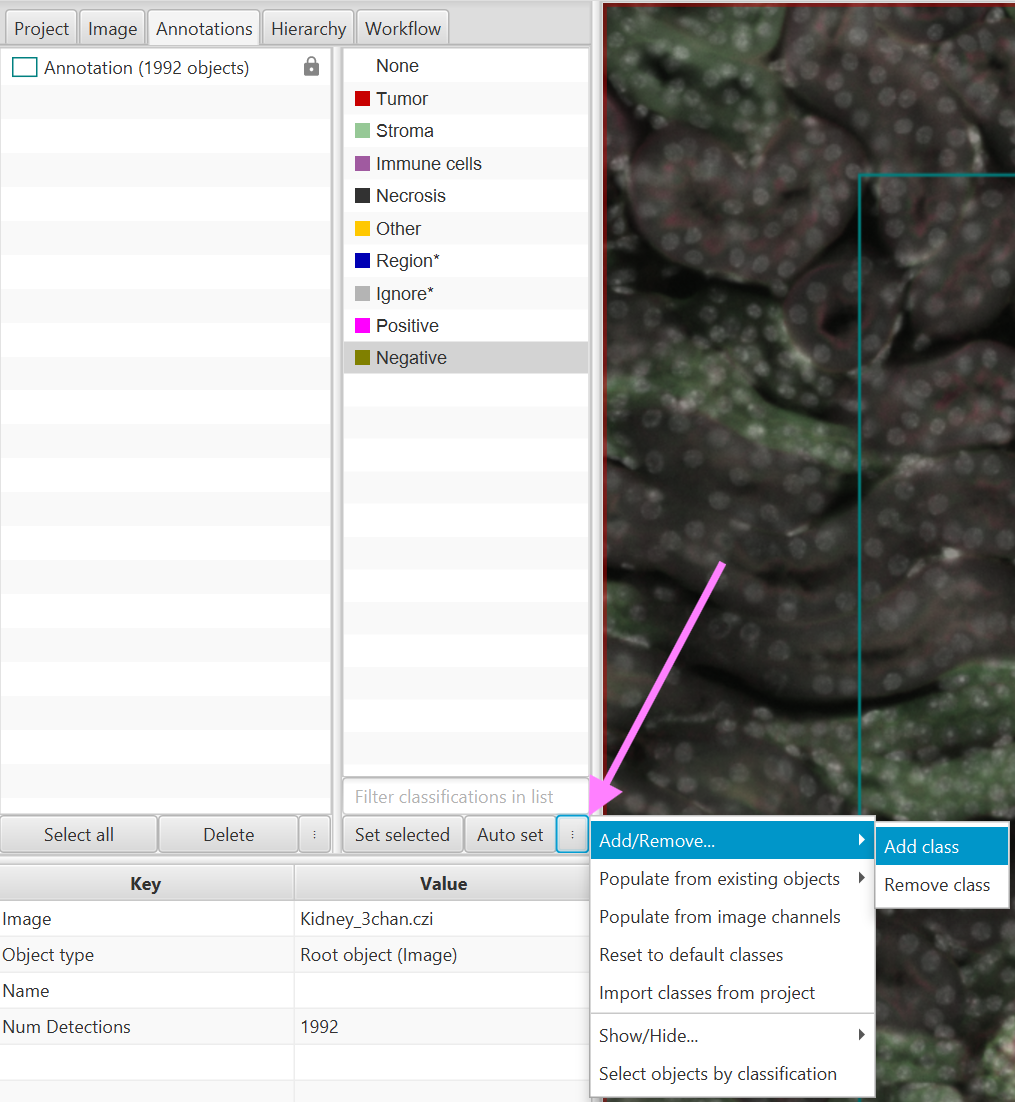 Project Image Annotations Hierarchy Workflow
Annotation (1992 objects)
None
Tumor
Stroma
Immune cells
Necrosis
Other
Region*
Ignore*
Positive
Negative
Filter classifications in list
Select all Delete ⋮ Set selected Auto set ⋮
Add/Remove...
Populate from existing objects
Populate from image channels
Reset to default classes
Import classes from project
Show/Hide...
Select objects by classification
Add class
Remove class
Key Value
Image Kidney_3chan.czi
Object type Root object (Image)
Name
Num Detections 1992